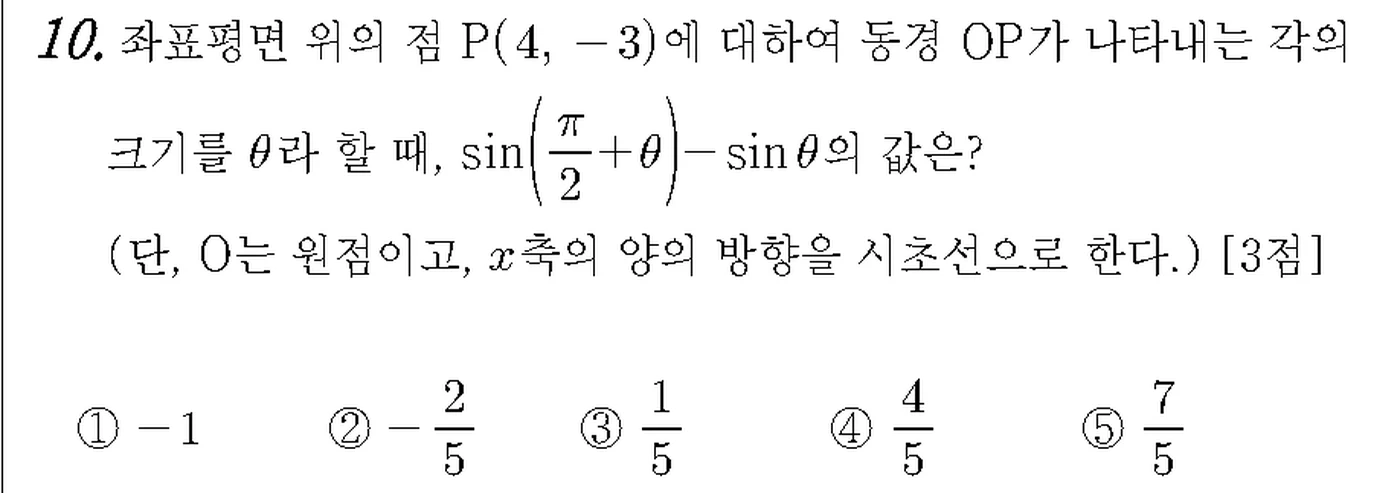 10. 좌표평면 위의 점 P(4, −3)에 대하여 동경 OP가 나타내는 각의
크기를 θ라 할 때, sin(π/2+θ)−sinθ의 값은?
(단, O는 원점이고, x축의 양의 방향을 시초선으로 한다.) [3점]
① −1 ② −2/5 ③ 1/5 ④ 4/5 ⑤ 7/5